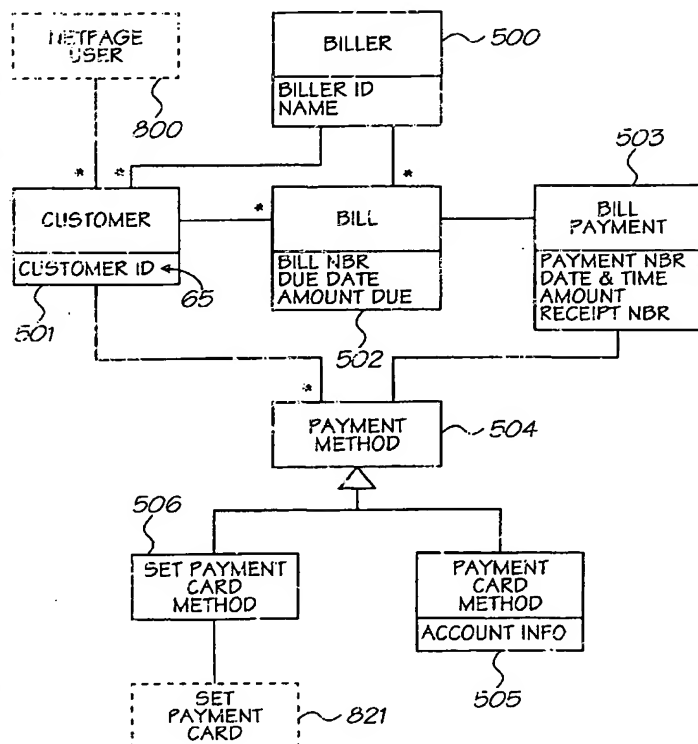 NETPAGE
USER
800
BILLER
BILLER ID
NAME
500
*
*
*
503
CUSTOMER
CUSTOMER ID
65
501
*
BILL
BILL NBR
DUE DATE
AMOUNT DUE
502
BILL
PAYMENT
PAYMENT NBR
DATE & TIME
AMOUNT
RECEIPT NBR
*
PAYMENT
METHOD
504
506
SET PAYMENT
CARD
METHOD
PAYMENT
CARD
METHOD
ACCOUNT INFO
505
SET
PAYMENT
CARD
821